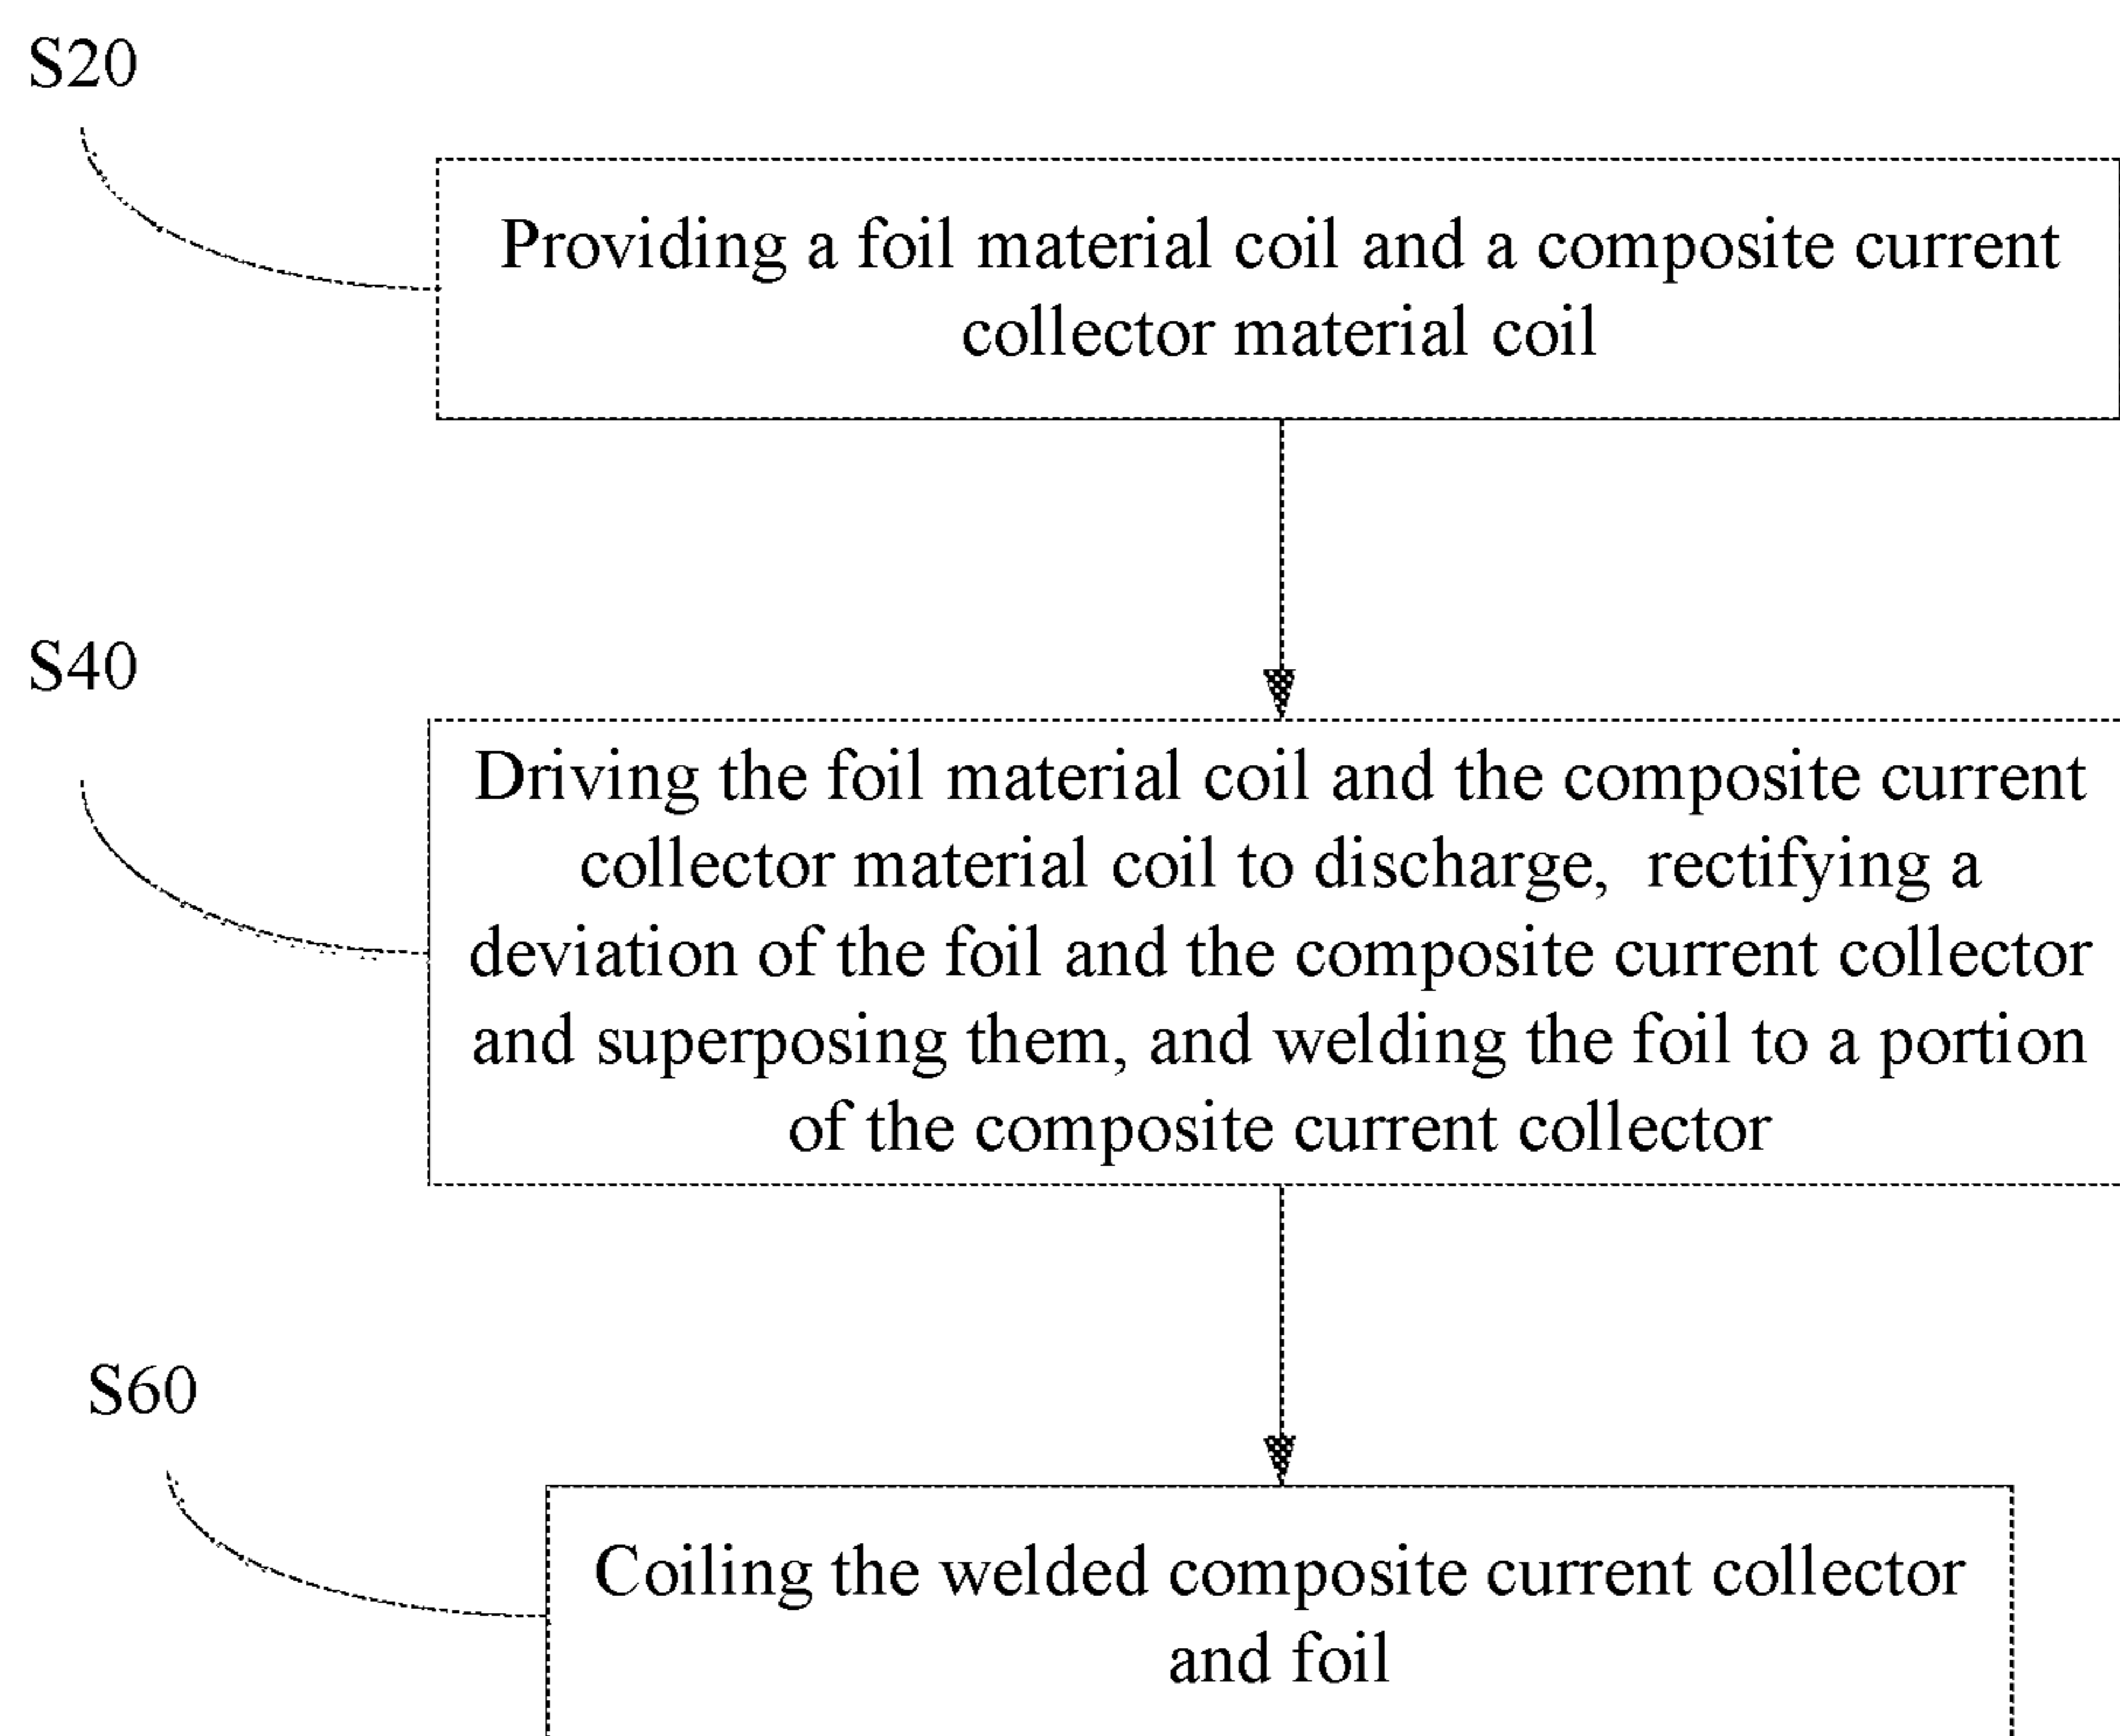 S20
Providing a foil material coil and a composite current
collector material coil
S40
Driving the foil material coil and the composite current
collector material coil to discharge, rectifying a
deviation of the foil and the composite current collector
and superposing them, and welding the foil to a portion
of the composite current collector
S60
Coiling the welded composite current collector
and foil